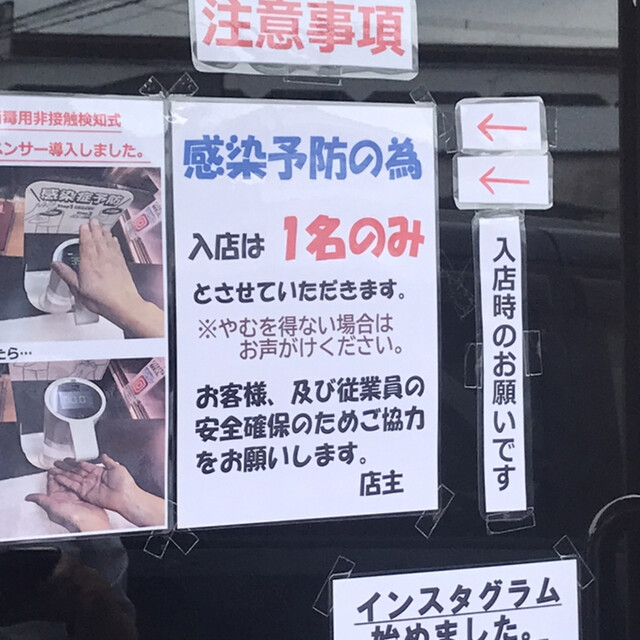 注意事項
毒用非接触検知式
ンサー導入しました。
感染症予防
たら…
感染予防の為
入店は 1名のみ
とさせていただきます。
※やむを得ない場合は
お声がけください。
お客様、及び従業員の
安全確保のためご協力
をお願いします。
店主
←
←
入店時のお願いです
インスタグラム
始めました。